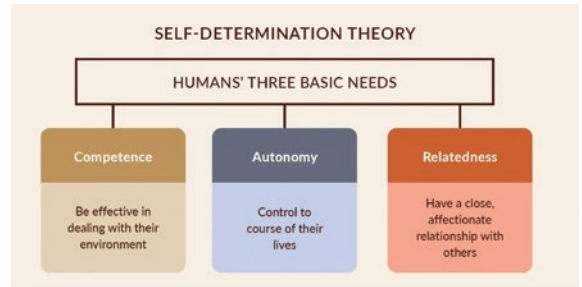 SELF-DETERMINATION THEORY
HUMANS' THREE BASIC NEEDS
Competence
Be effective in
dealing with their
environment
Autonomy
Control to
course of their
lives
Relatedness
Have a close,
affectionate
relationship with
others